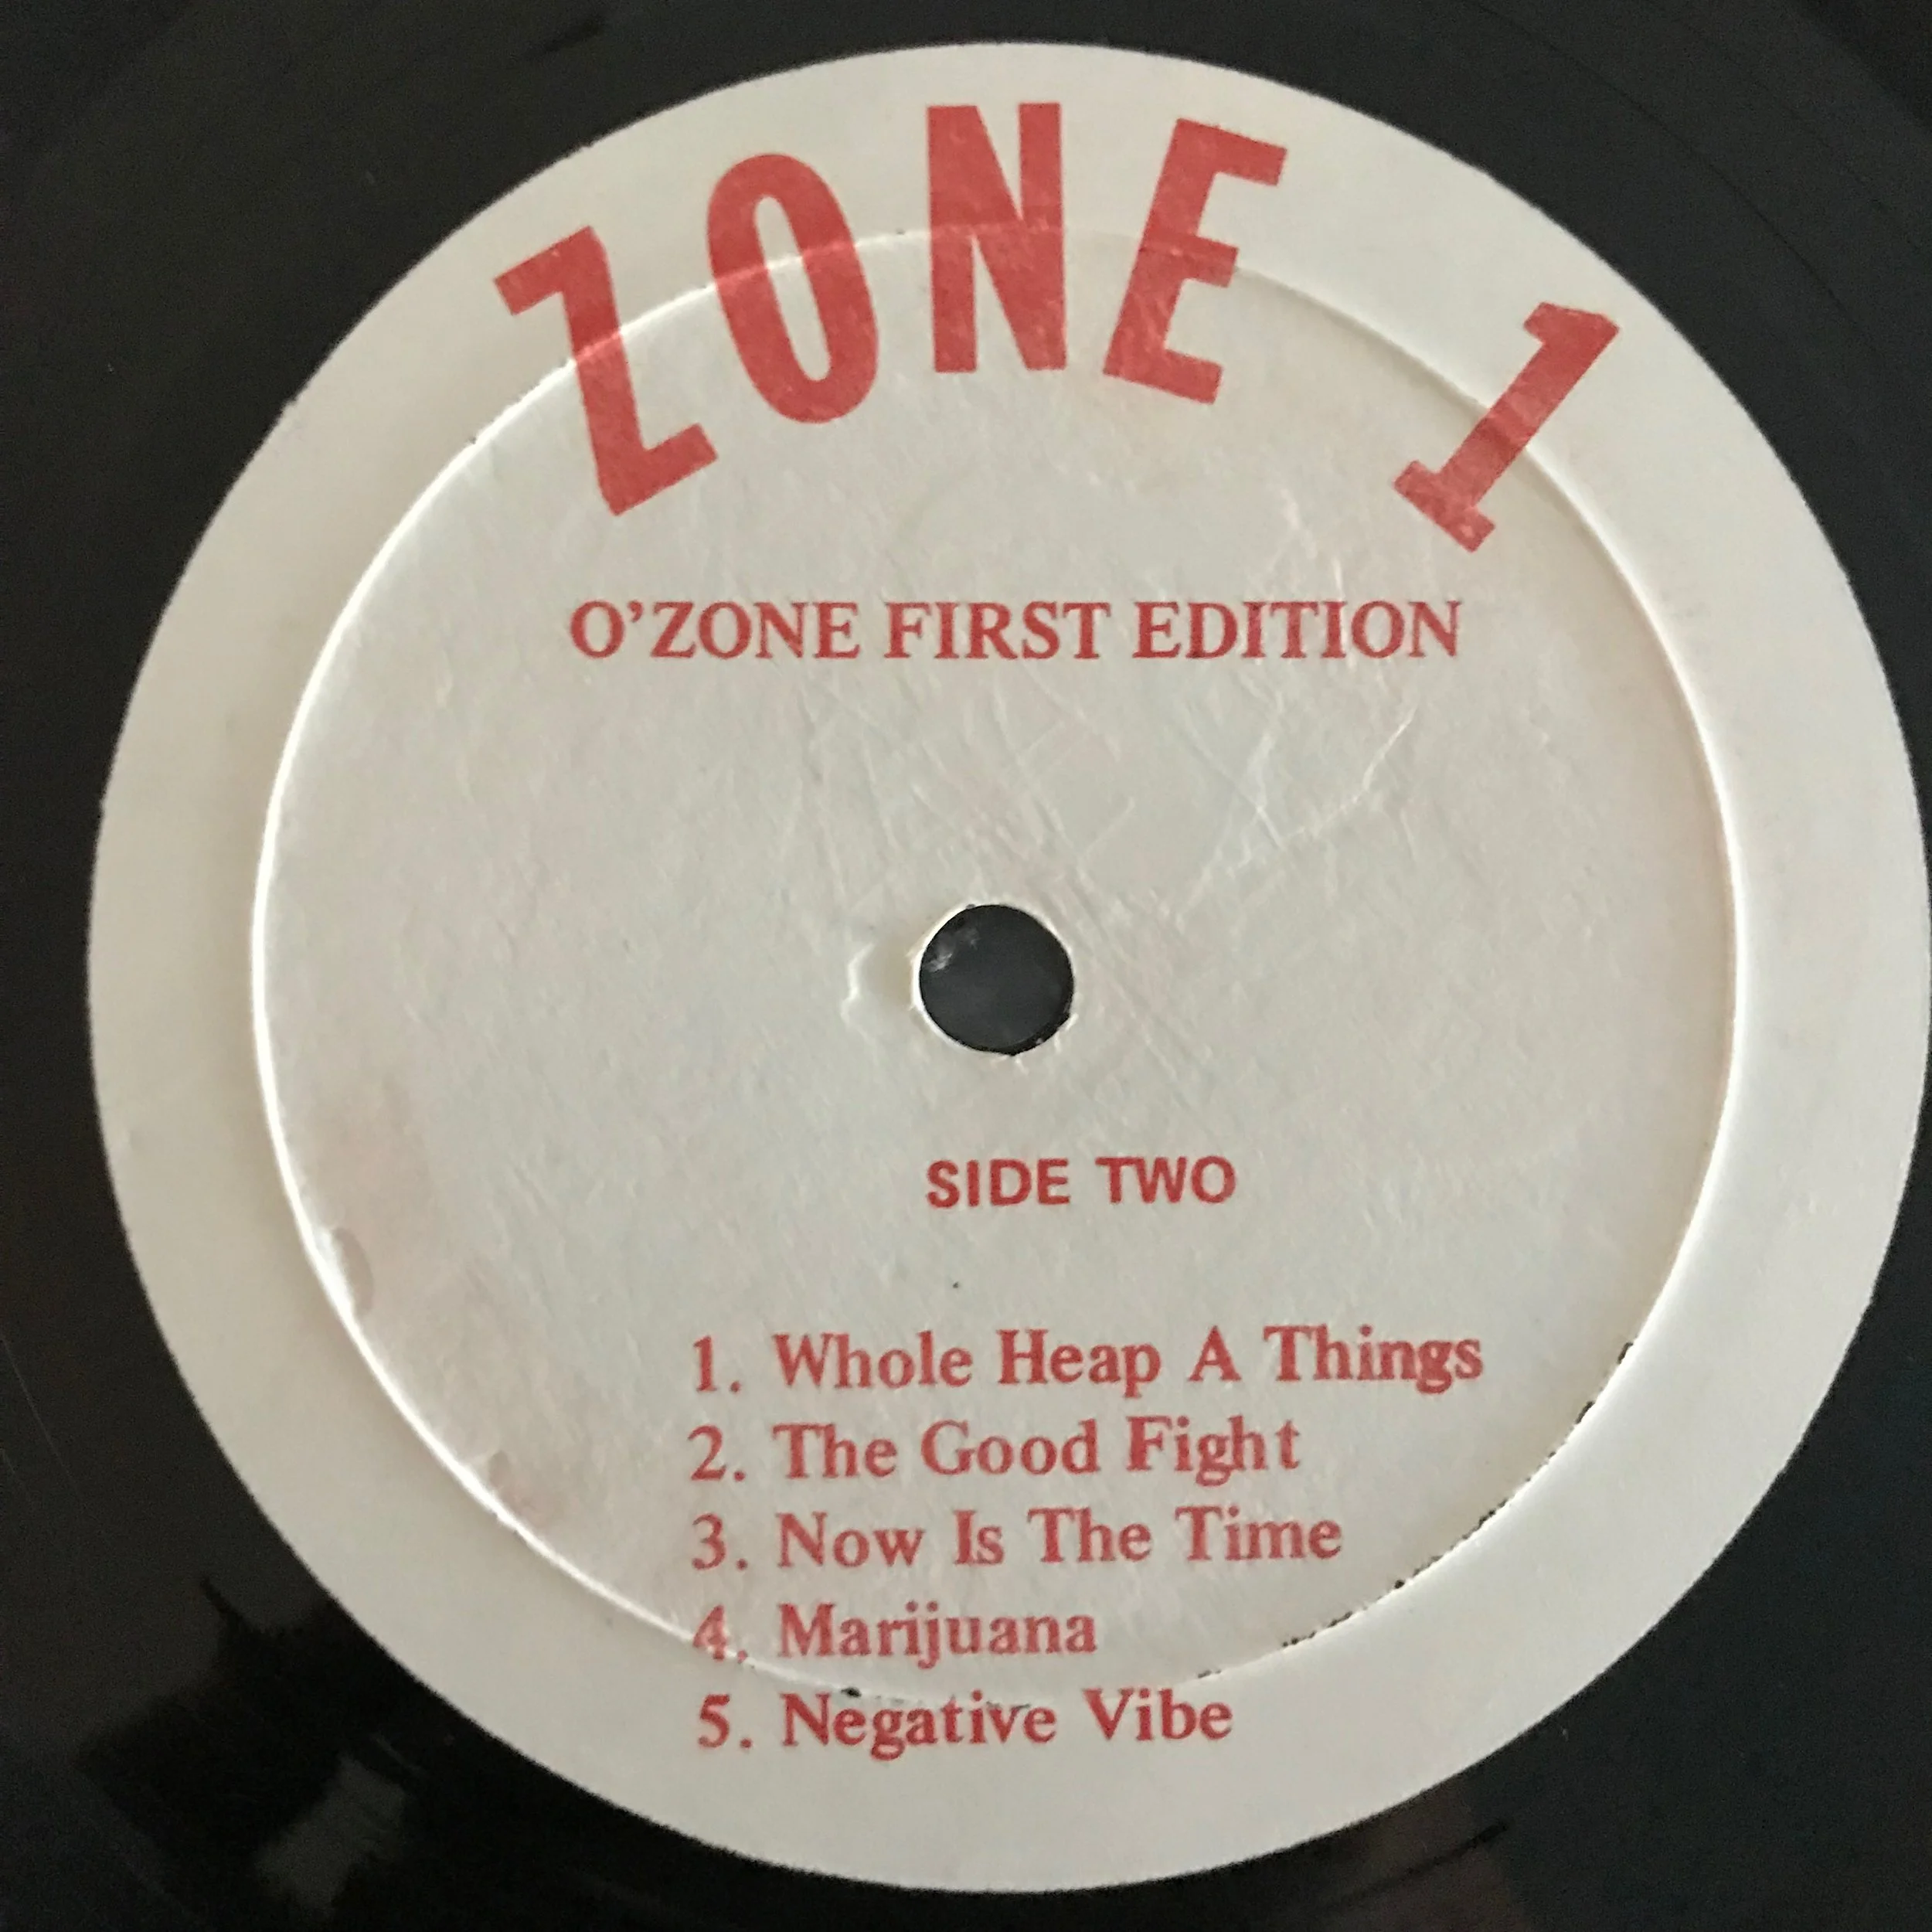 ZONE 1
O'ZONE FIRST EDITION
SIDE TWO
1. Whole Heap A Things
2. The Good Fight
3. Now Is The Time
4. Marijuana
5. Negative Vibe